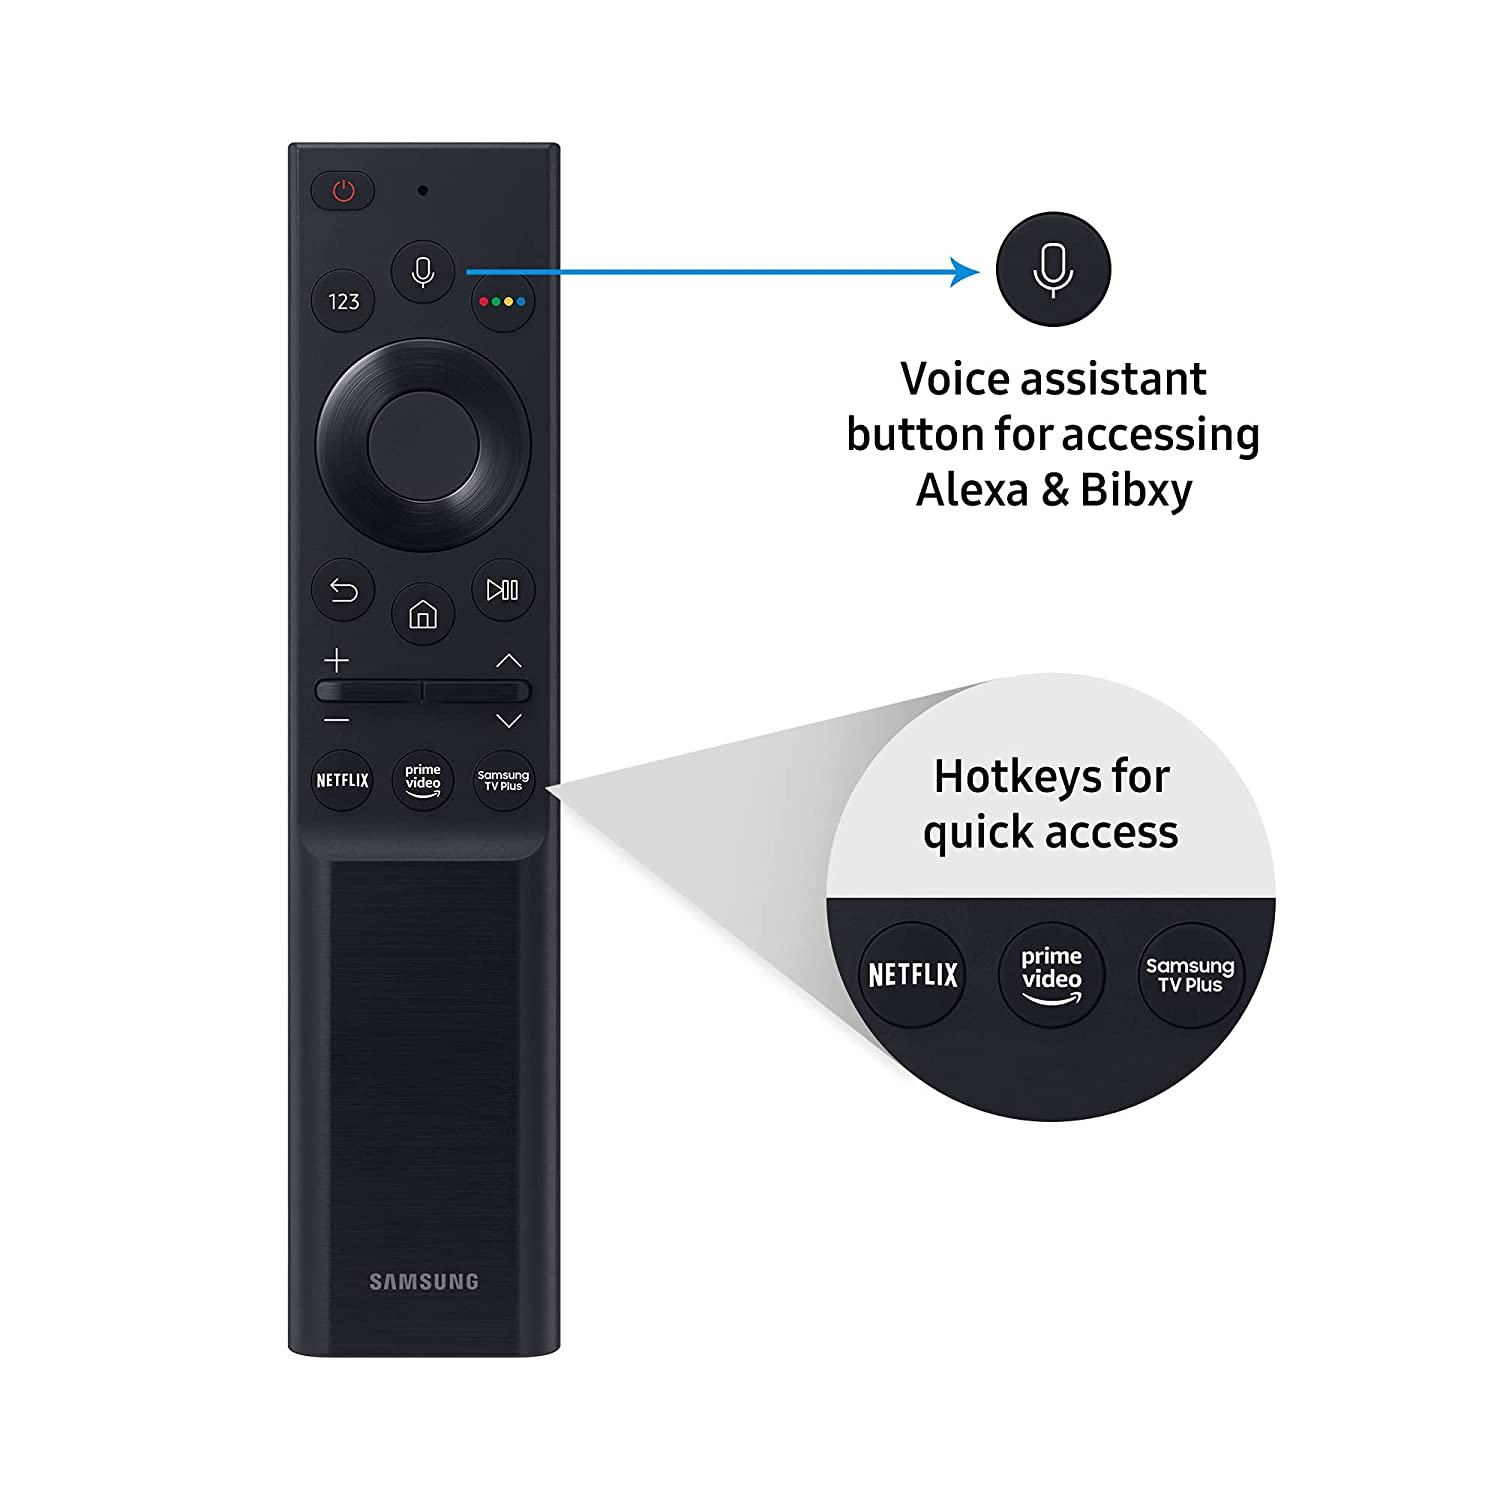 123
Voice assistant
button for accessing
Alexa & Bibxy
NETFLIX
prime
video
Samsung
TV Plus
Hotkeys for
quick access
NETFLIX
prime
video
Samsung
TV Plus
SAMSUNG